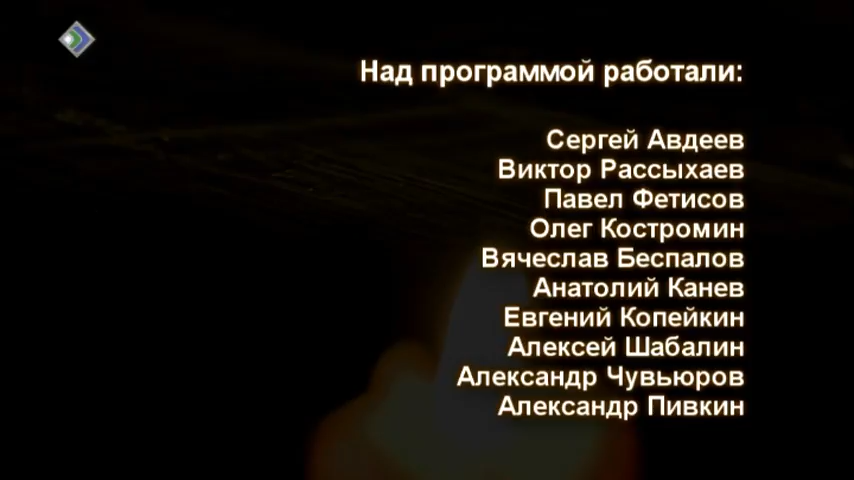 Над программой работали:
Сергей Авдеев
Виктор Рассыхаев
Павел Фетисов
Олег Костромин
Вячеслав Беспалов
Анатолий Канев
Евгений Копейкин
Алексей Шабалин
Александр Чувьюров
Александр Пивкин